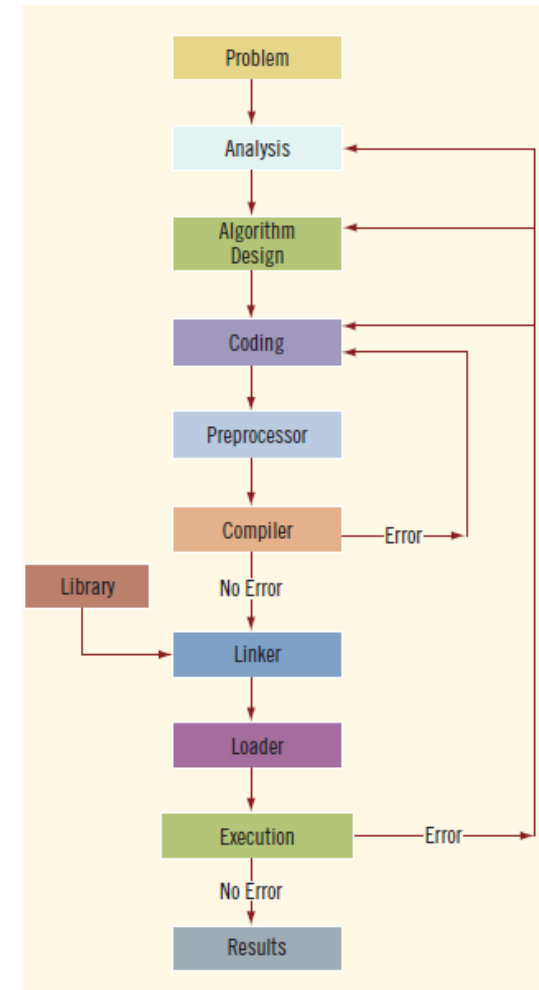 Problem
Analysis
Algorithm
Design
Coding
Preprocessor
Compiler
Error
No Error
Library
Linker
Loader
Execution
Error
No Error
Results